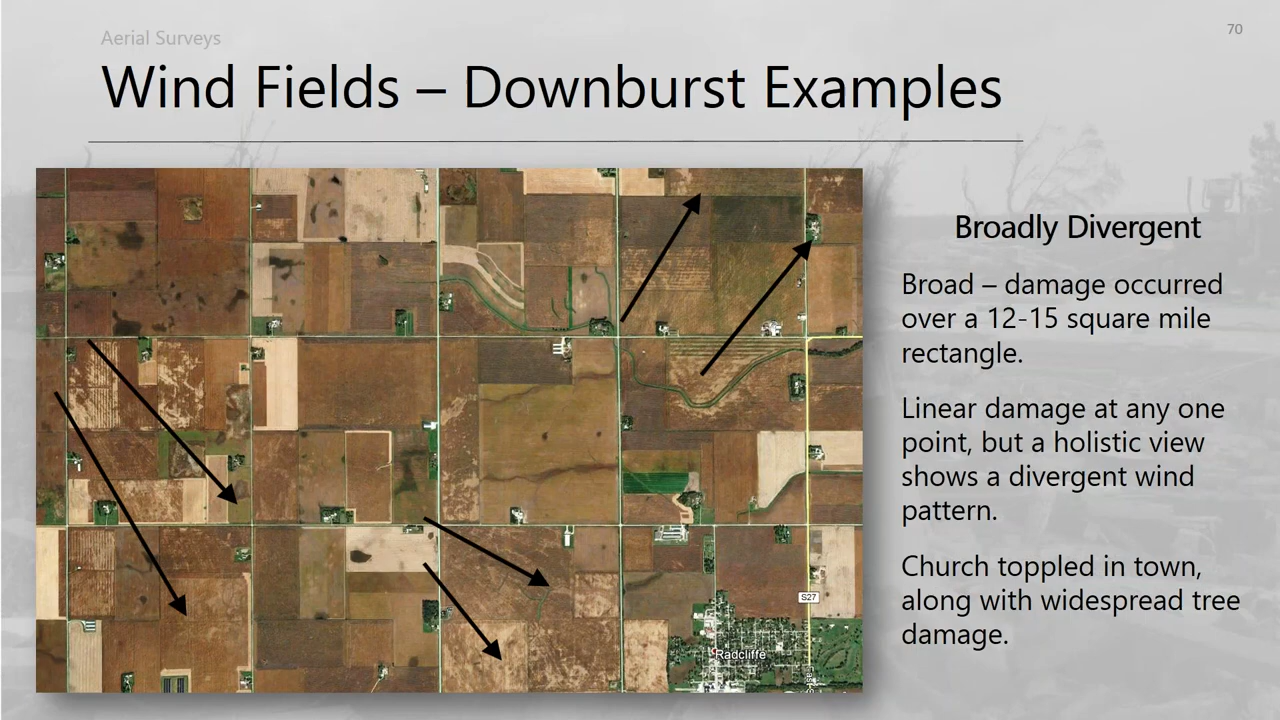 Aerial Surveys
70
Wind Fields – Downburst Examples
Broadly Divergent
Broad – damage occurred
over a 12-15 square mile
rectangle.
Linear damage at any one
point, but a holistic view
shows a divergent wind
pattern.
Church toppled in town,
along with widespread tree
damage.
S27
Radcliffe